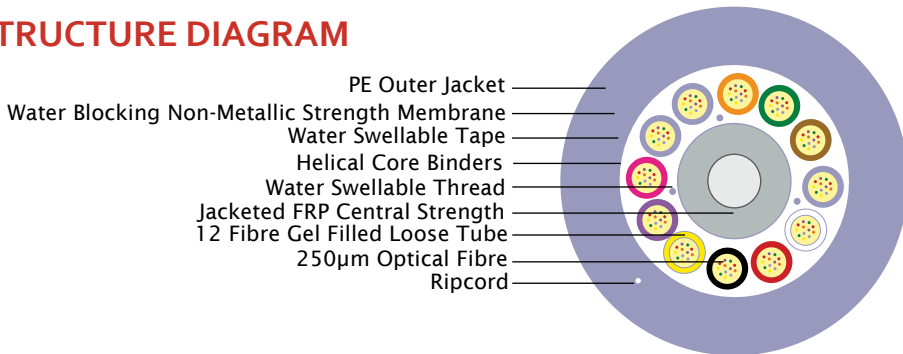 TRUCTURE DIAGRAM
PE Outer Jacket
Water Blocking Non-Metallic Strength Membrane
Water Swellable Tape
Helical Core Binders
Water Swellable Thread
Jacketed FRP Central Strength
12 Fibre Gel Filled Loose Tube
250µm Optical Fibre
Ripcord